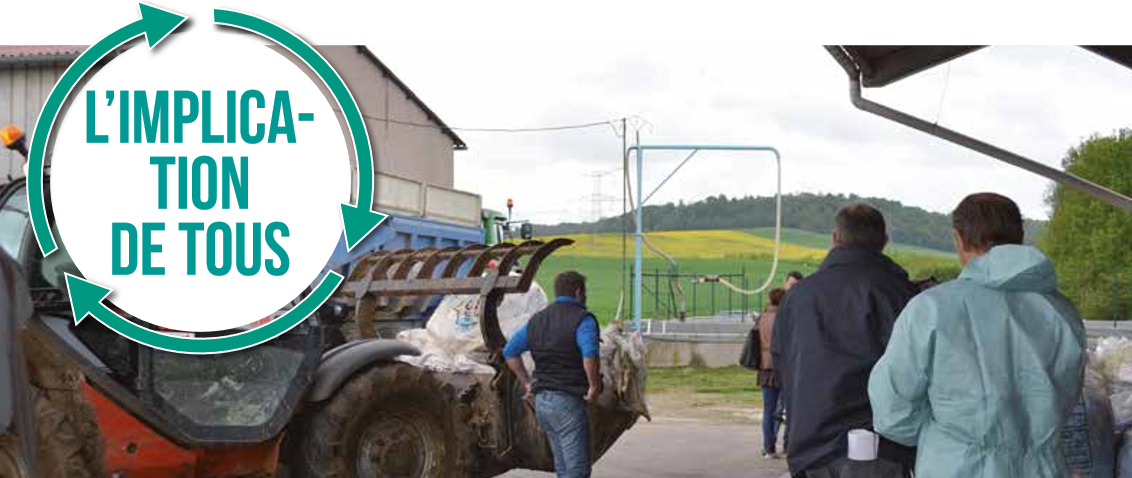 L'IMPLICA-
TION
DE TOUS